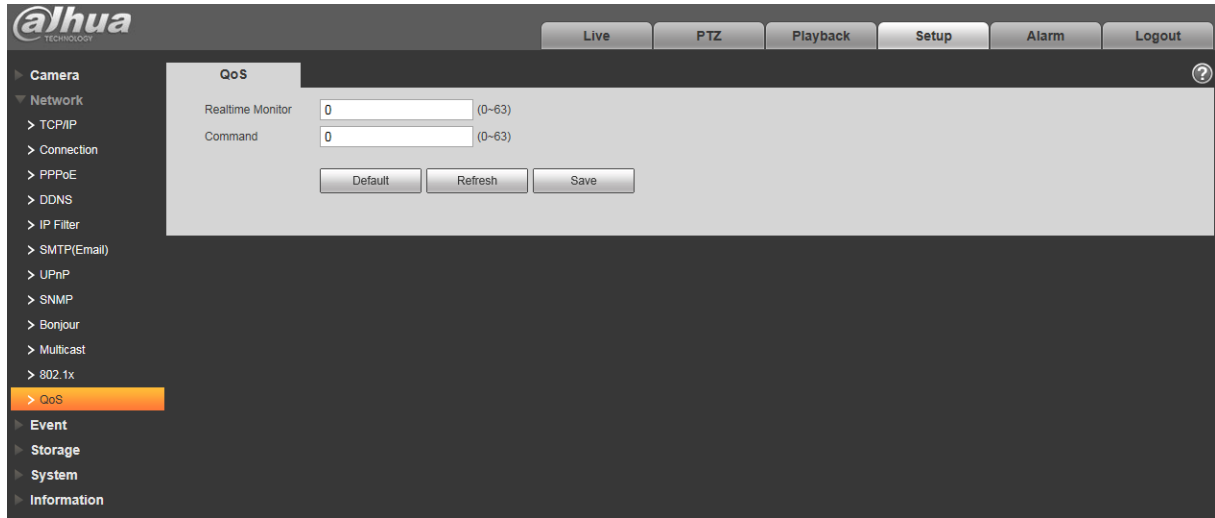 alhua
TECHNOLOGY
Live PTZ Playback Setup Alarm Logout
Camera
Network
> TCP/IP
> Connection
> PPPoE
> DDNS
> IP Filter
> SMTP(Email)
> UPnP
> SNMP
> Bonjour
> Multicast
> 802.1x
> QoS
Event
Storage
System
Information
QoS
?
Realtime Monitor 0 (0~63)
Command 0 (0~63)
Default Refresh Save